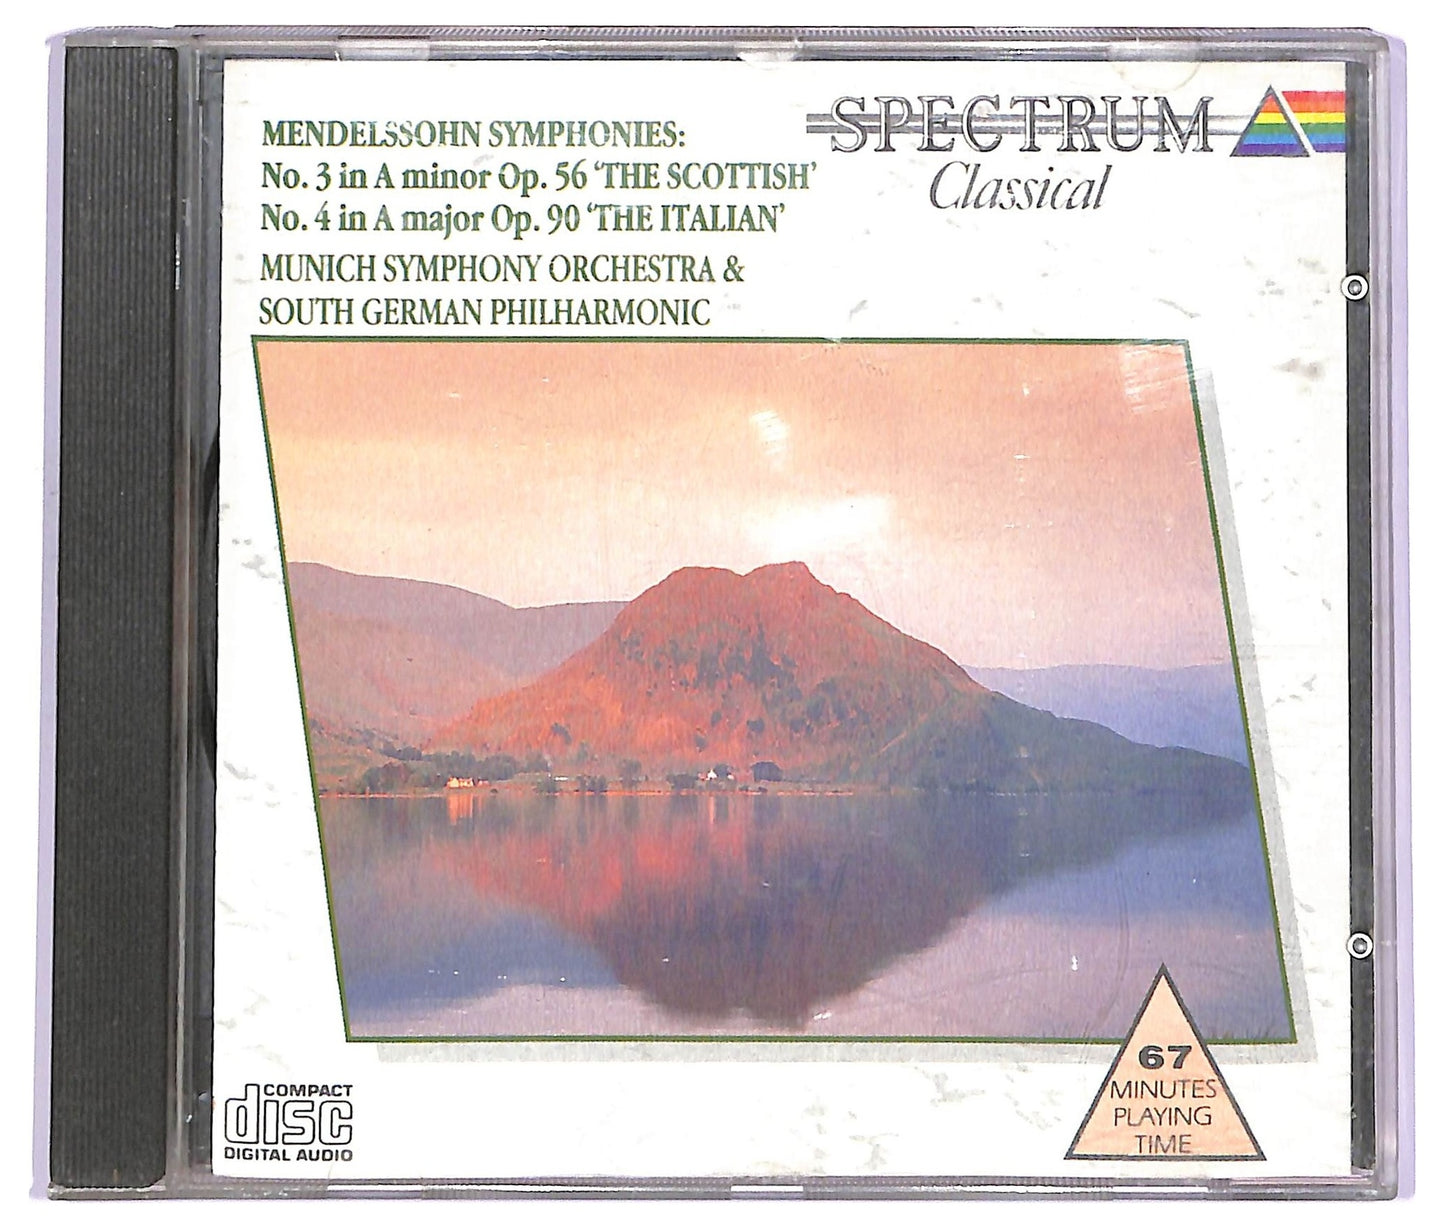 MENDELSSOHN SYMPHONIES:
No. 3 in A minor Op. 56 ‘THE SCOTTISH’
No. 4 in A major Op. 90 ‘THE ITALIAN’
MUNICH SYMPHONY ORCHESTRA &
SOUTH GERMAN PHILHARMONIC
SPECTRUM
Classical
67
MINUTES
PLAYING
TIME
COMPACT
disc
DIGITAL AUDIO